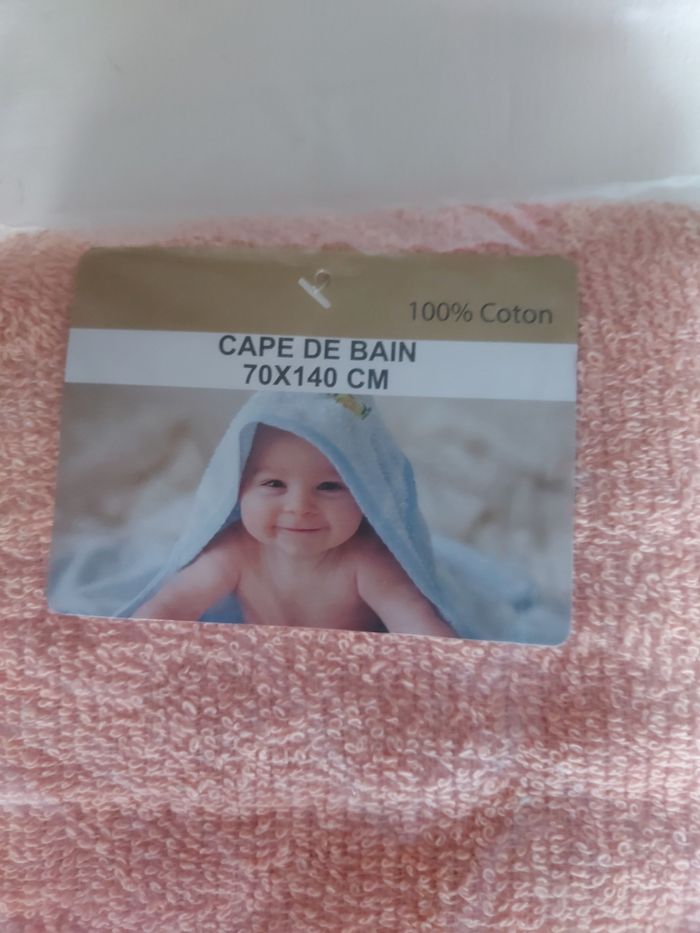 100% Coton
CAPE DE BAIN
70X140 CM